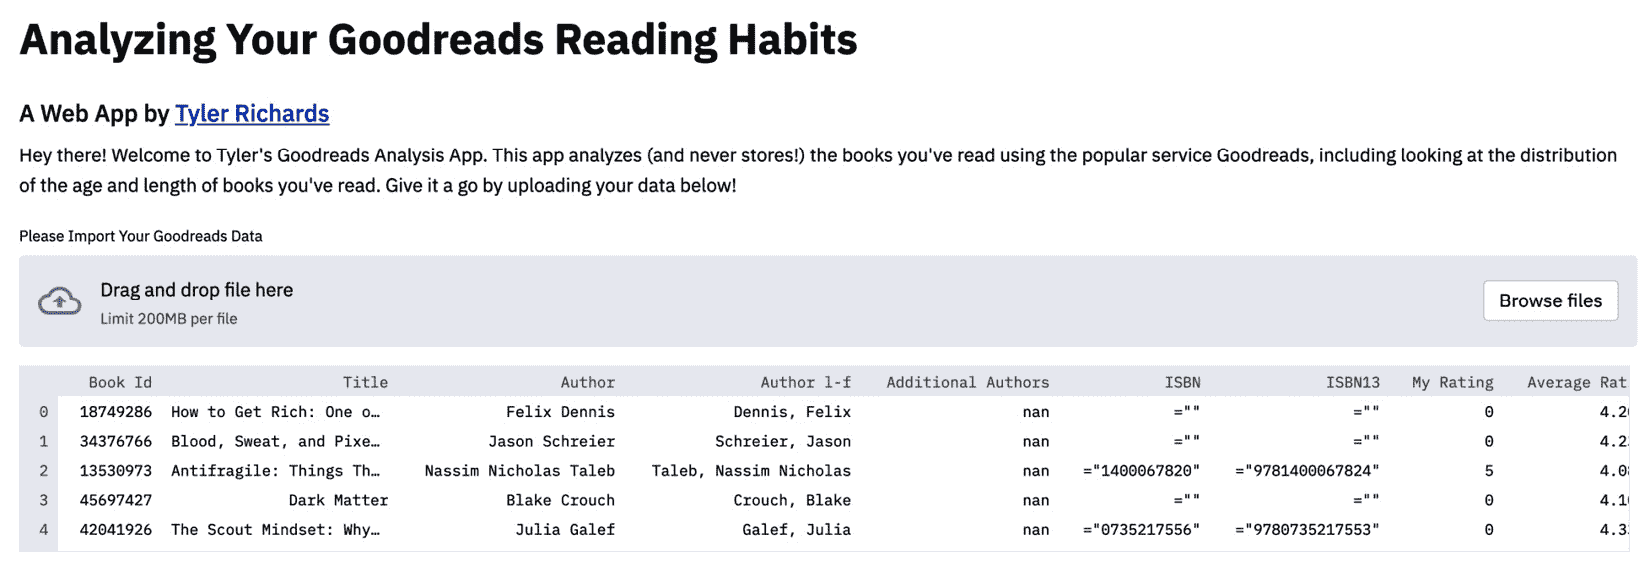 Analyzing Your Goodreads Reading Habits
A Web App by Tyler Richards
Hey there! Welcome to Tyler's Goodreads Analysis App. This app analyzes (and never stores!) the books you've read using the popular service Goodreads, including looking at the distribution
of the age and length of books you've read. Give it a go by uploading your data below!
Please Import Your Goodreads Data
Drag and drop file here
Limit 200MB per file
Browse files
Book Id Title Author Author l-f Additional Authors ISBN ISBN13 My Rating Average Rat
0 18749286 How to Get Rich: One o… Felix Dennis Dennis, Felix nan ="" ="" 0 4.2
1 34376766 Blood, Sweat, and Pixe… Jason Schreier Schreier, Jason nan ="" ="" 0 4.2
2 13530973 Antifragile: Things Th… Nassim Nicholas Taleb Taleb, Nassim Nicholas nan ="1400067820" ="9781400067824" 5 4.0
3 45697427 Dark Matter Blake Crouch Crouch, Blake nan ="" ="" 0 4.1
4 42041926 The Scout Mindset: Why… Julia Galef Galef, Julia nan ="0735217556" ="9780735217553" 0 4.3